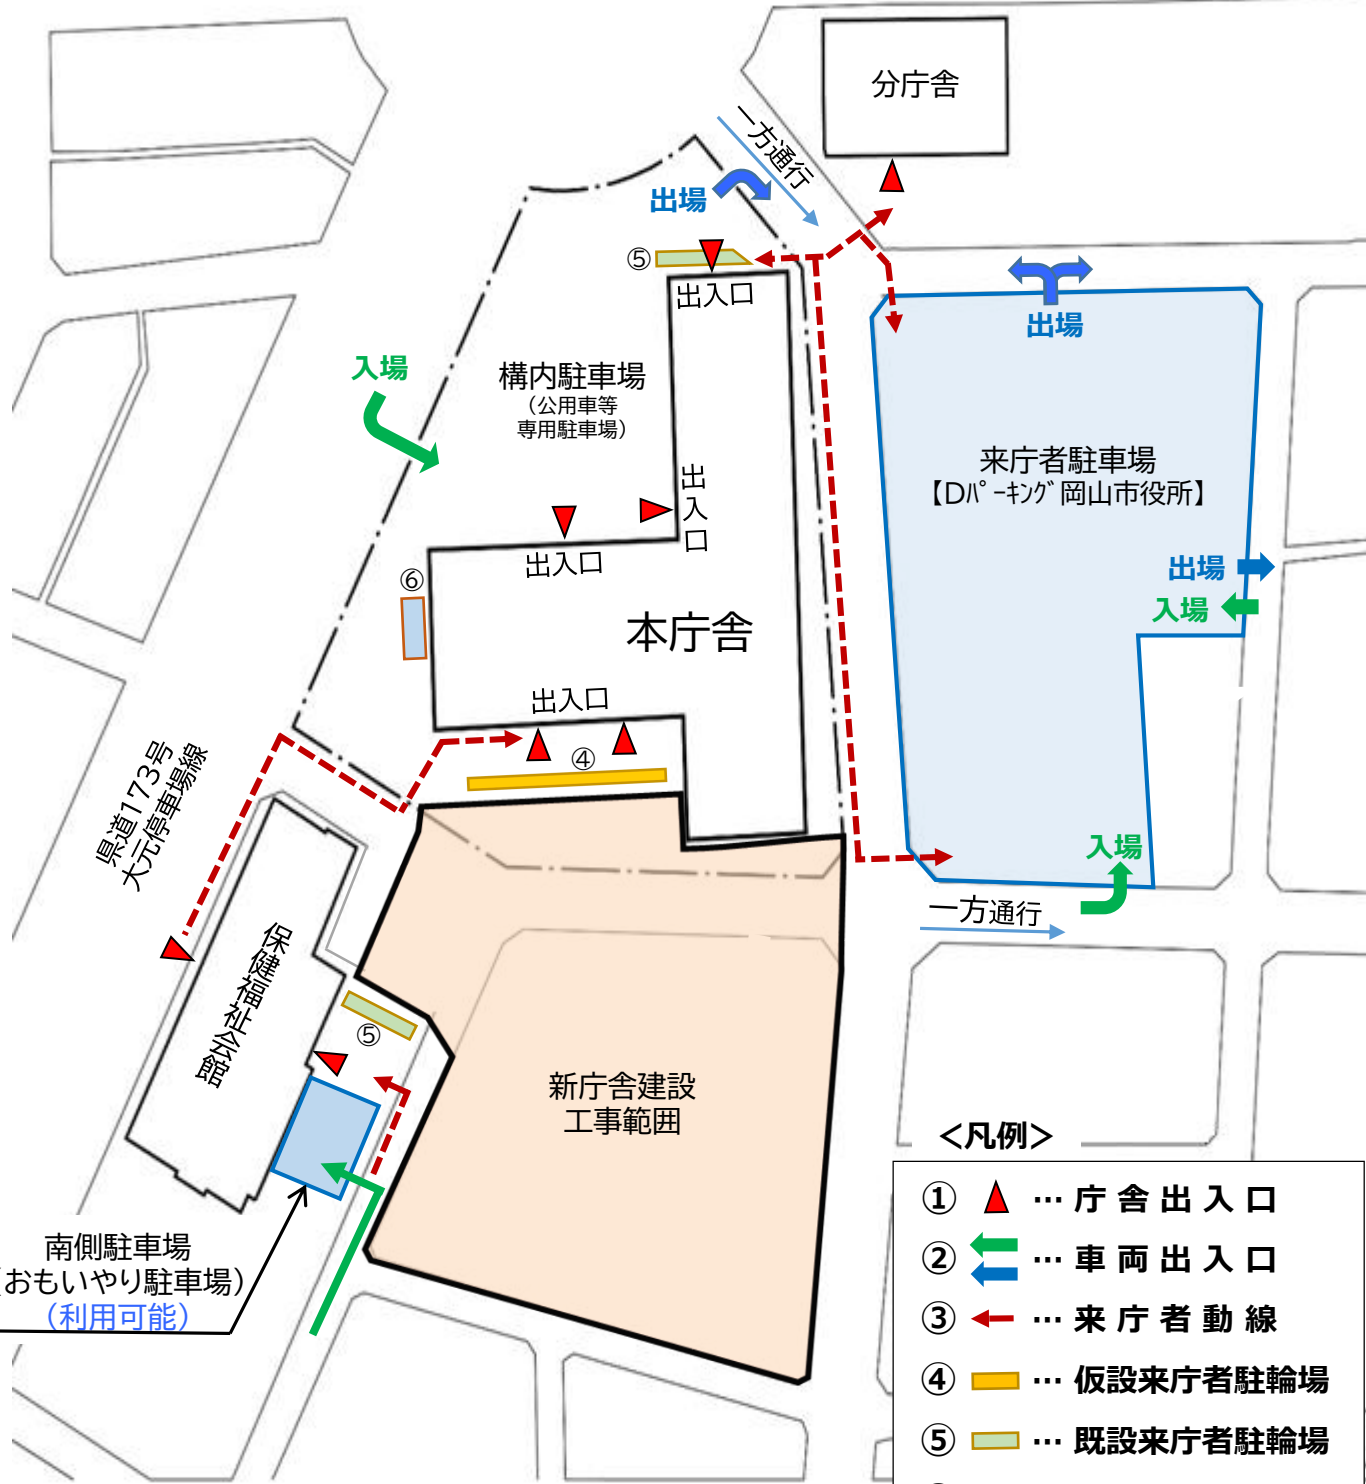 分庁舎
一方通行
出場
⑤
出入口
出場
入場
構内駐車場
（公用車等
専用駐車場）
来庁者駐車場
【Dﾊﾟｰｷﾝｸﾞ岡山市役所】
出入口
出入口
出場
入場
⑥
本庁舎
出入口
④
県道173号
大元停車場線
入場
一方通行
保健福祉会館
⑤
新庁舎建設
工事範囲
南側駐車場
（おもいやり駐車場）
（利用可能）
＜凡例＞
① … 庁舎出入口
② … 車両出入口
③ … 来庁者動線
④ … 仮設来庁者駐輪場
⑤ … 既設来庁者駐輪場